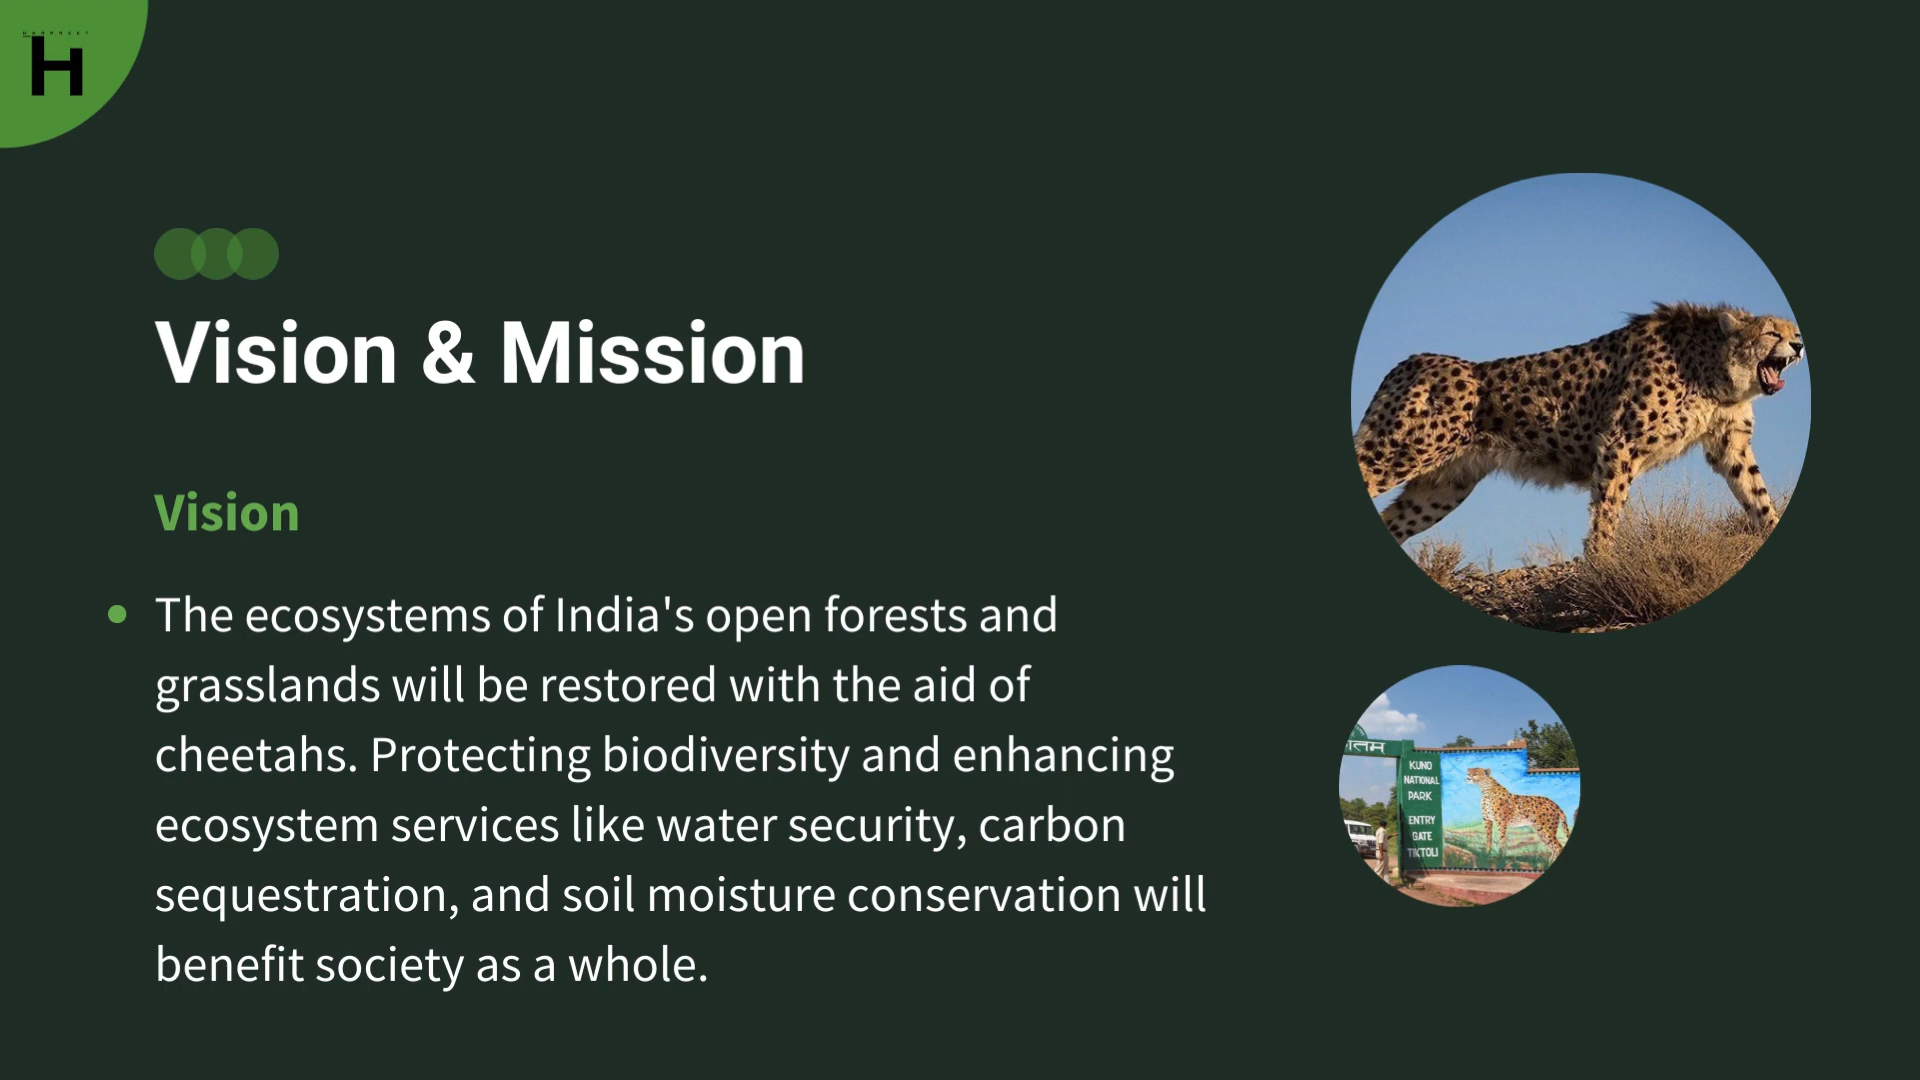 H
Vision & Mission
Vision
The ecosystems of India's open forests and
grasslands will be restored with the aid of
cheetahs. Protecting biodiversity and enhancing
ecosystem services like water security, carbon
sequestration, and soil moisture conservation will
benefit society as a whole.
KUNO
NATIONAL
PARK
ENTRY
GATE
TIKTOLI